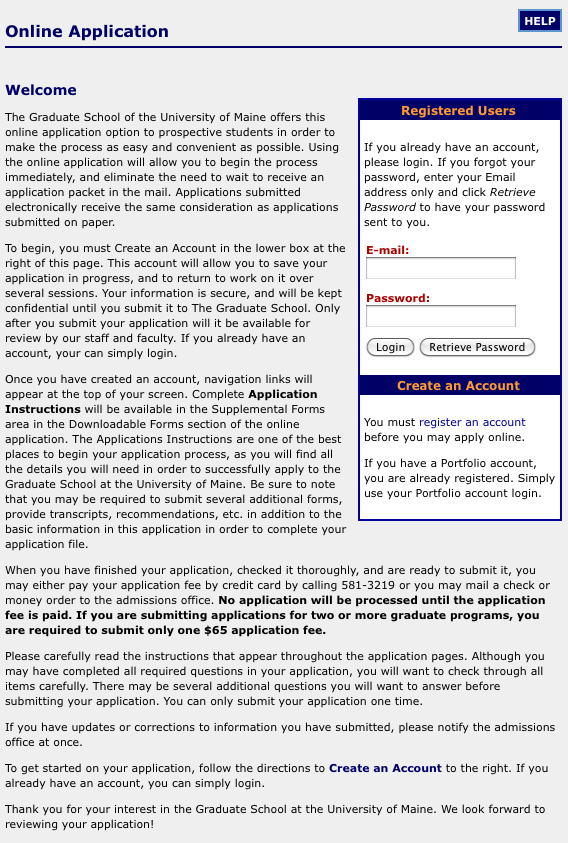 HELP
Online Application
Welcome
The Graduate School of the University of Maine offers this
online application option to prospective students in order to
make the process as easy and convenient as possible. Using
the online application will allow you to begin the process
immediately, and eliminate the need to wait to receive an
application packet in the mail. Applications submitted
electronically receive the same consideration as applications
submitted on paper.
To begin, you must Create an Account in the lower box at the
right of this page. This account will allow you to save your
application in progress, and to return to work on it over
several sessions. Your information is secure, and will be kept
confidential until you submit it to The Graduate School. Only
after you submit your application will it be available for
review by our staff and faculty. If you already have an
account, your can simply login.
Once you have created an account, navigation links will
appear at the top of your screen. Complete Application
Instructions will be available in the Supplemental Forms
area in the Downloadable Forms section of the online
application. The Applications Instructions are one of the best
places to begin your application process, as you will find all
the details you will need in order to successfully apply to the
Graduate School at the University of Maine. Be sure to note
that you may be required to submit several additional forms,
provide transcripts, recommendations, etc. in addition to the
basic information in this application in order to complete your
application file.
Registered Users
If you already have an account,
please login. If you forgot your
password, enter your Email
address only and click Retrieve
Password to have your password
sent to you.
E-mail:
Password:
Login Retrieve Password
Create an Account
You must register an account
before you may apply online.
If you have a Portfolio account,
you are already registered. Simply
use your Portfolio account login.
When you have finished your application, checked it thoroughly, and are ready to submit it, you
may either pay your application fee by credit card by calling 581-3219 or you may mail a check or
money order to the admissions office. No application will be processed until the application
fee is paid. If you are submitting applications for two or more graduate programs, you
are required to submit only one $65 application fee.
Please carefully read the instructions that appear throughout the application pages. Although you
may have completed all required questions in your application, you will want to check through all
items carefully. There may be several additional questions you will want to answer before
submitting your application. You can only submit your application one time.
If you have updates or corrections to information you have submitted, please notify the admissions
office at once.
To get started on your application, follow the directions to Create an Account to the right. If you
already have an account, you can simply login.
Thank you for your interest in the Graduate School at the University of Maine. We look forward to
reviewing your application!